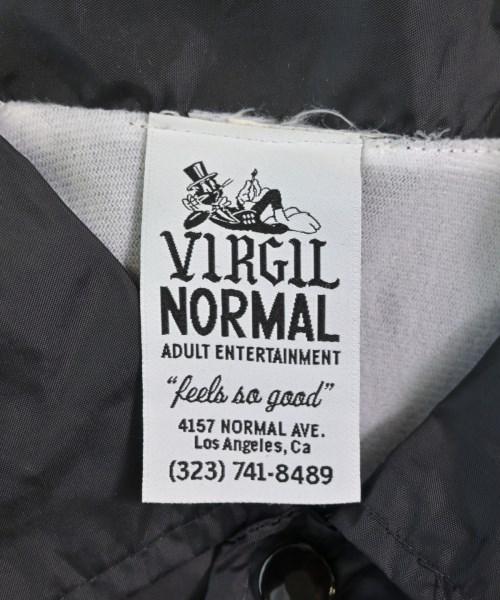 VIRGIL
NORMAL
ADULT ENTERTAINMENT
"feels so good"
4157 NORMAL AVE.
Los Angeles, Ca
(323) 741-8489